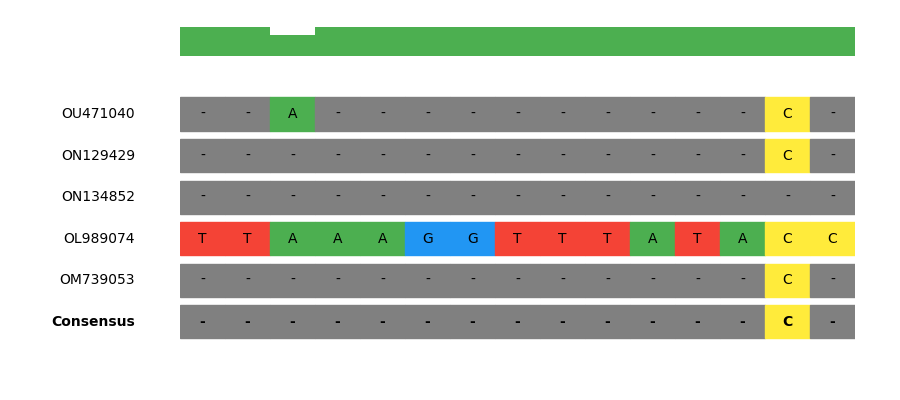 OU471040 - - A - - - - - - - - - - C -
ON129429 - - - - - - - - - - - - - C -
ON134852 - - - - - - - - - - - - - - -
OL989074 T T A A A G G T T T A T A C C
OM739053 - - - - - - - - - - - - - C -
Consensus - - - - - - - - - - - - - C -